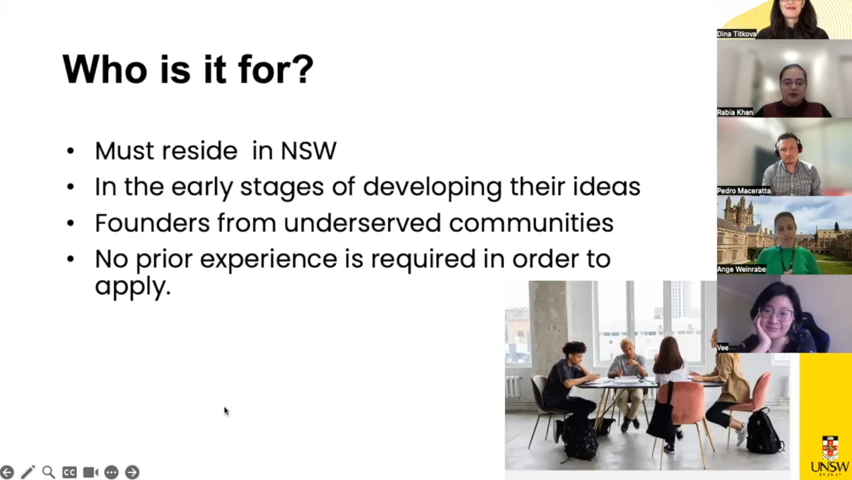 Who is it for?
• Must reside in NSW
• In the early stages of developing their ideas
• Founders from underserved communities
• No prior experience is required in order to
apply.
Dina Titkova
Rabia Khan
Pedro Maceratta
Ange Weinrabe
Vee
CC
UNSW